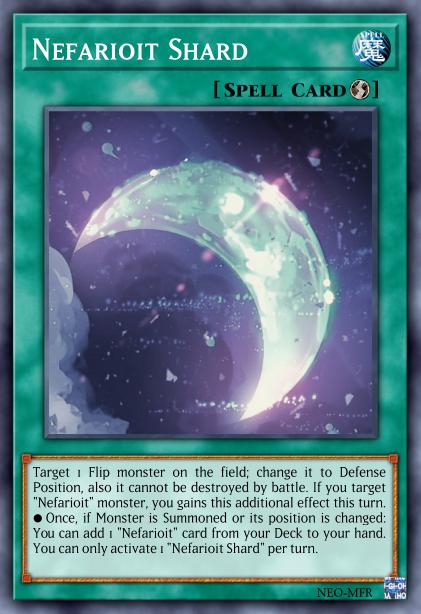 NEFARIOIT SHARD
SPELL
魔
[SPELL CARD]
Target 1 Flip monster on the field; change it to Defense
Position, also it cannot be destroyed by battle. If you target
"Nefarioit" monster, you gains this additional effect this turn.
●Once, if Monster is Summoned or its position is changed:
You can add 1 "Nefarioit" card from your Deck to your hand.
You can only activate 1 "Nefarioit Shard" per turn.
NEO-MFR